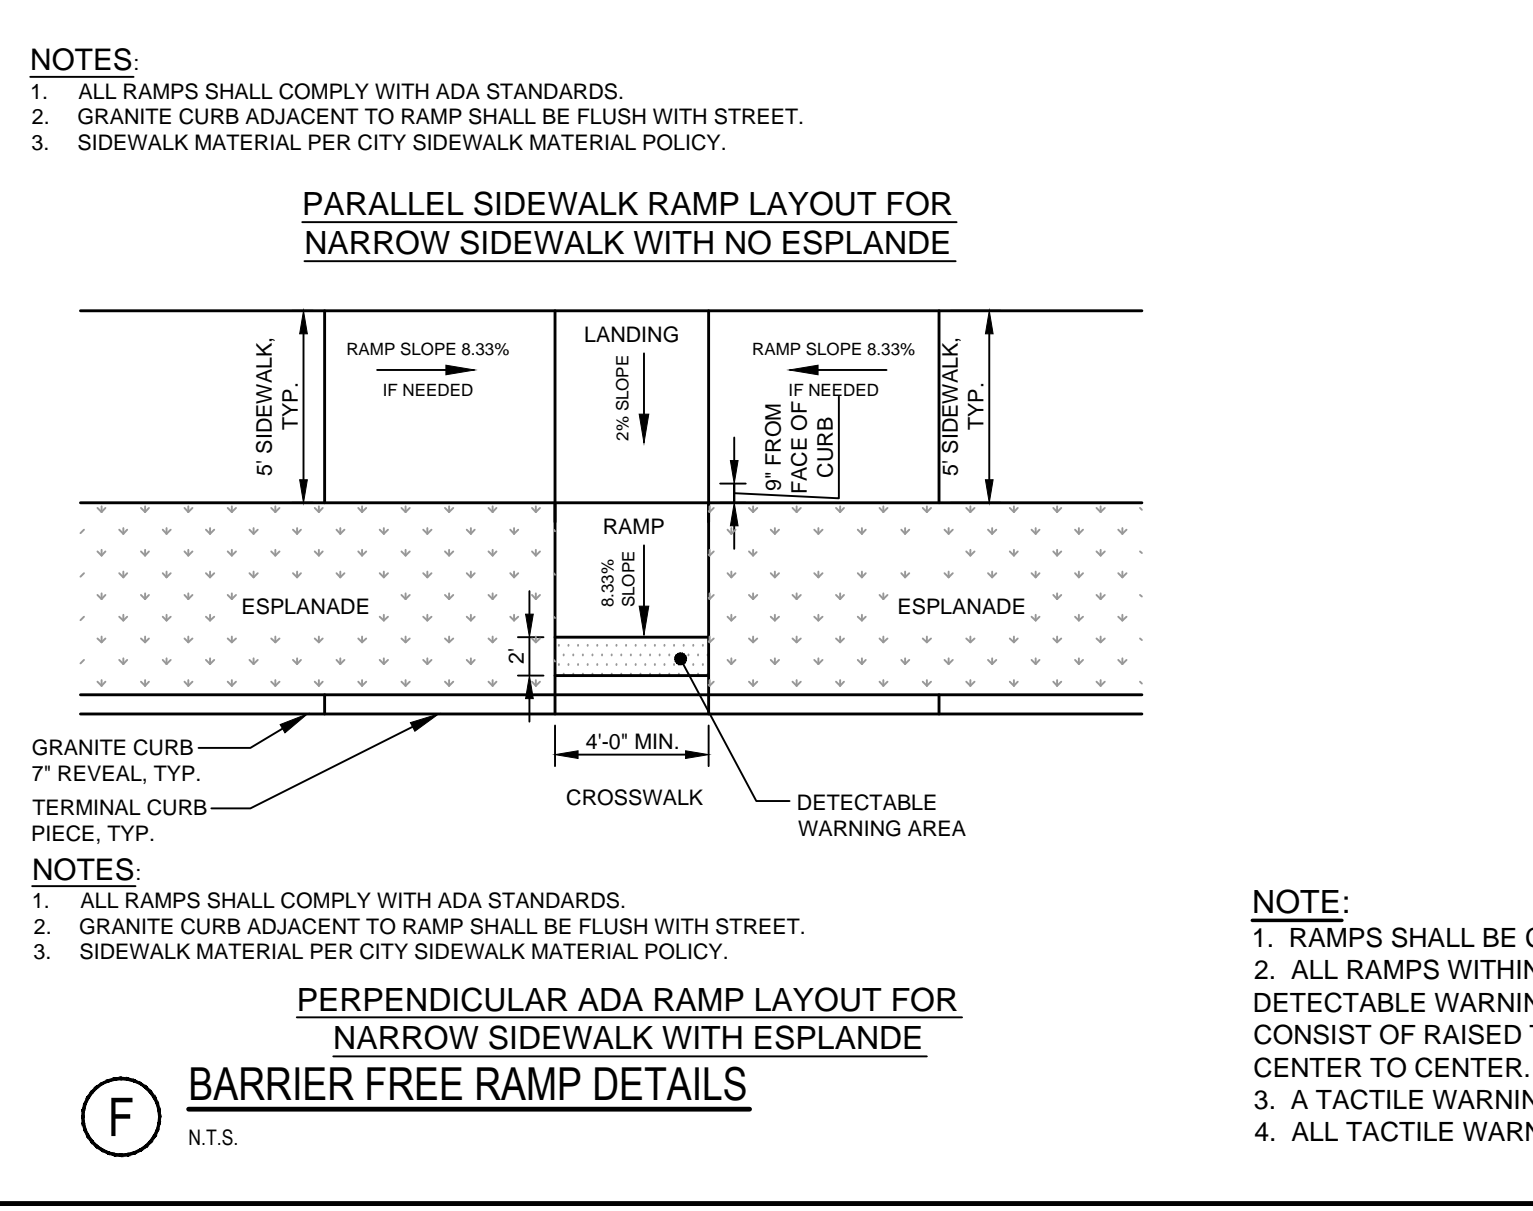 NOTES:
1. ALL RAMPS SHALL COMPLY WITH ADA STANDARDS.
2. GRANITE CURB ADJACENT TO RAMP SHALL BE FLUSH WITH STREET.
3. SIDEWALK MATERIAL PER CITY SIDEWALK MATERIAL POLICY.
PARALLEL SIDEWALK RAMP LAYOUT FOR
NARROW SIDEWALK WITH NO ESPLANDE
5' SIDEWALK,
TYP.
RAMP SLOPE 8.33%
IF NEEDED
LANDING
2% SLOPE
RAMP SLOPE 8.33%
IF NEEDED
9" FROM
FACE OF
CURB
5' SIDEWALK,
TYP.
RAMP
8.33%
SLOPE
ESPLANADE
ESPLANADE
2'
GRANITE CURB
7" REVEAL, TYP.
TERMINAL CURB
PIECE, TYP.
4'-0" MIN.
CROSSWALK
DETECTABLE
WARNING AREA
NOTES:
1. ALL RAMPS SHALL COMPLY WITH ADA STANDARDS.
2. GRANITE CURB ADJACENT TO RAMP SHALL BE FLUSH WITH STREET.
3. SIDEWALK MATERIAL PER CITY SIDEWALK MATERIAL POLICY.
PERPENDICULAR ADA RAMP LAYOUT FOR
NARROW SIDEWALK WITH ESPLANDE
F
BARRIER FREE RAMP DETAILS
N.T.S.
NOTE:
1. RAMPS SHALL BE
2. ALL RAMPS WITHIN
DETECTABLE
CONSIST OF RAISED
CENTER TO CENTER.
3. A TACTILE
4. ALL TACTILE